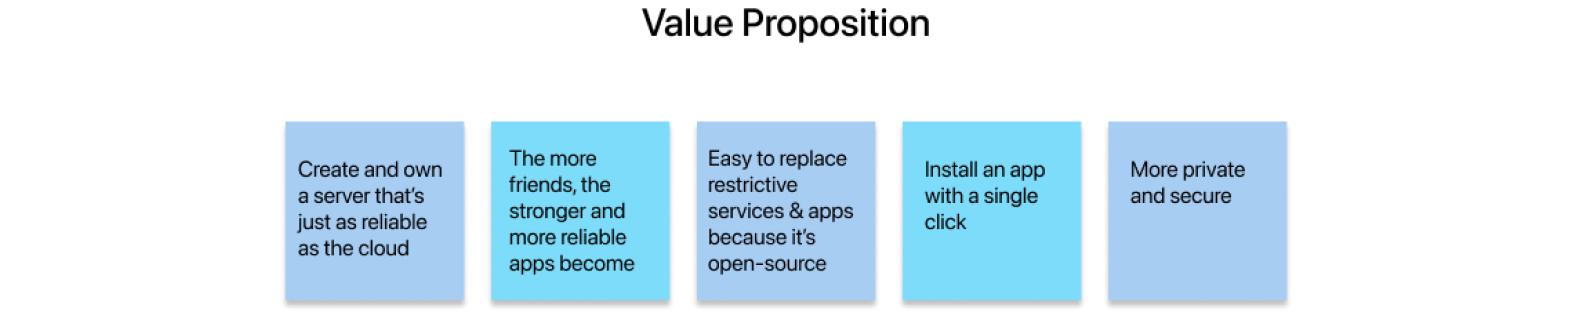 Value Proposition
Create and own
a server that’s
just as reliable
as the cloud
The more
friends, the
stronger and
more reliable
apps become
Easy to replace
restrictive
services & apps
because it’s
open-source
Install an app
with a single
click
More private
and secure